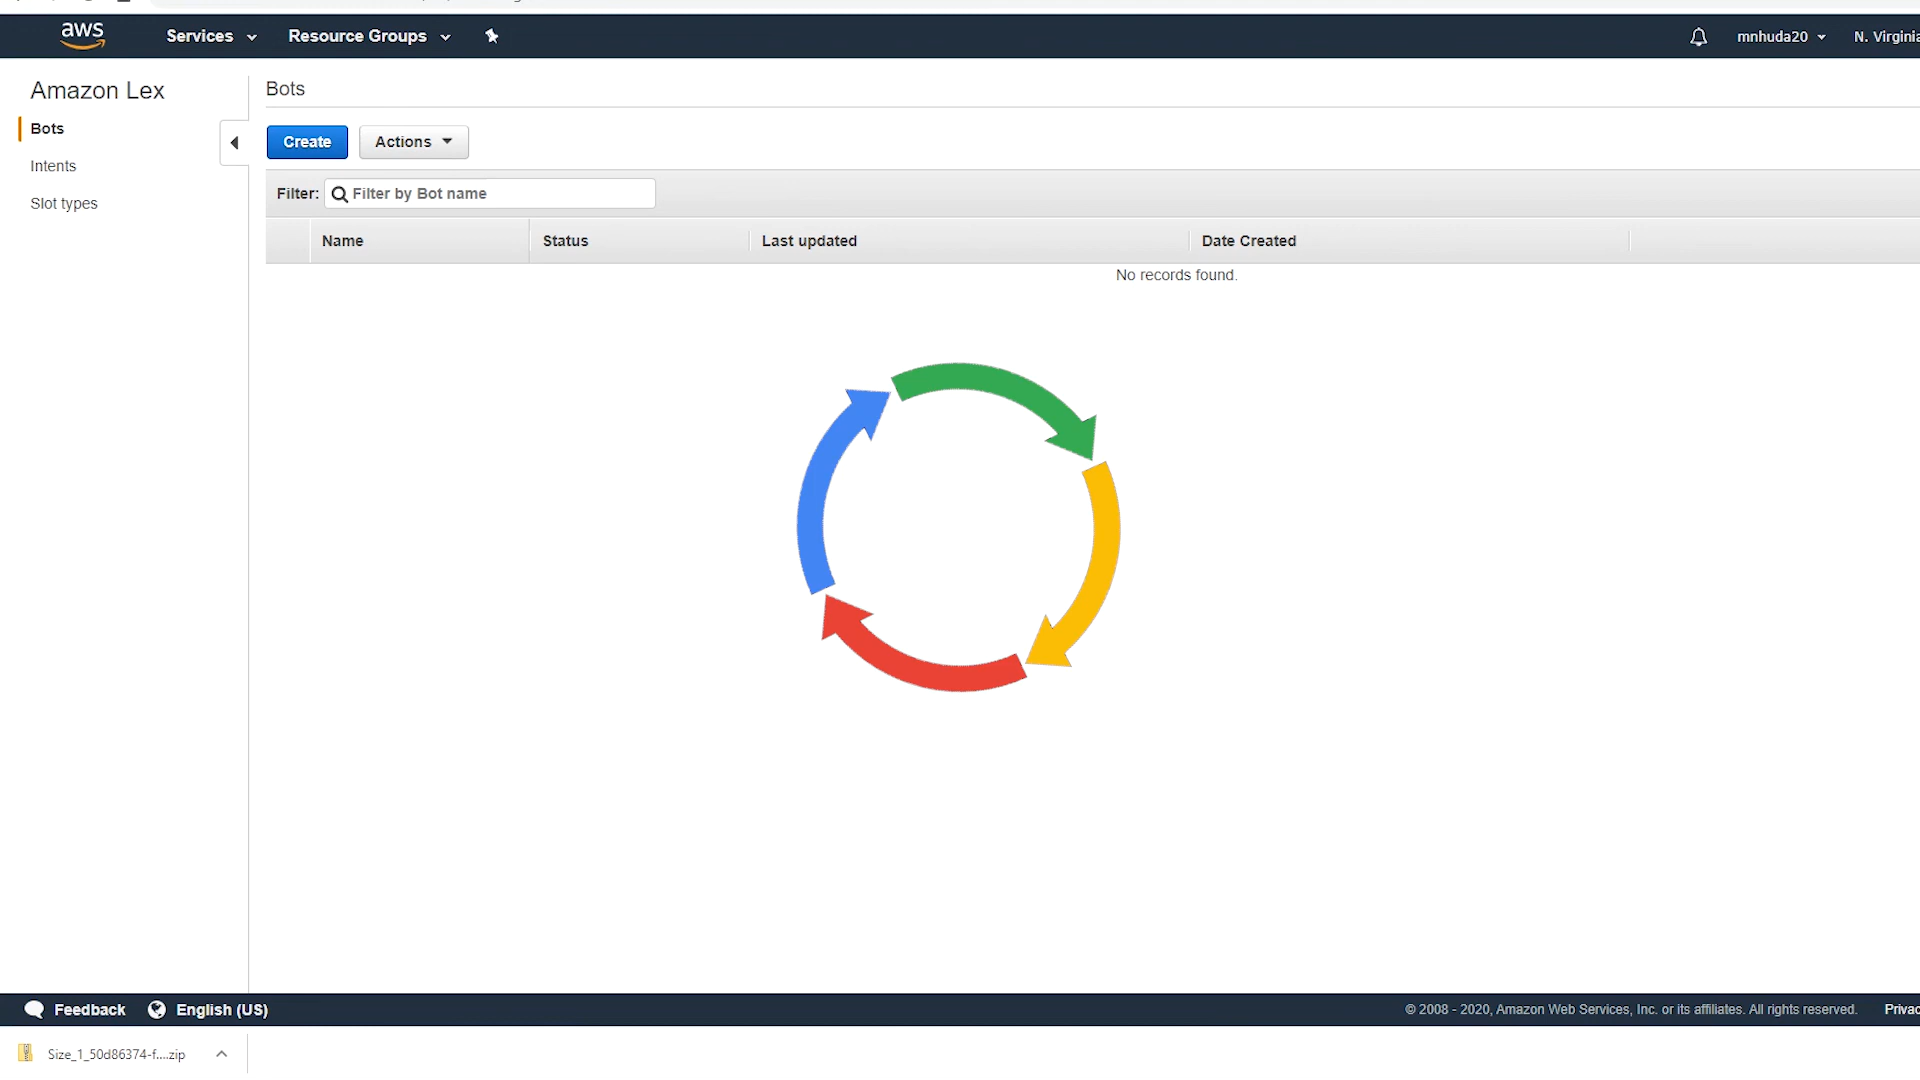 aws Services Resource Groups mnhuda20 N. Virginia
Amazon Lex
Bots
Intents
Slot types
Bots
Create Actions
Filter: Filter by Bot name
Name Status Last updated Date Created
No records found.
Feedback English (US) © 2008 - 2020, Amazon Web Services, Inc. or its affiliates. All rights reserved. Privac
Size_1_50d86374-f....zip